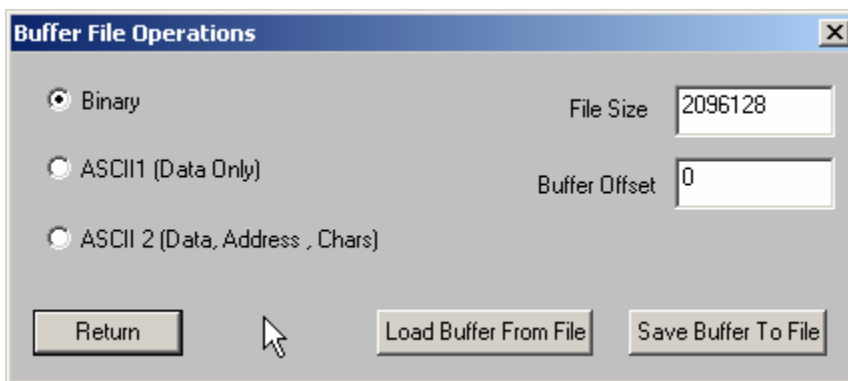 Buffer File Operations
Binary
File Size 2096128
ASCII1 (Data Only)
Buffer Offset 0
ASCII 2 (Data, Address , Chars)
Return Load Buffer From File Save Buffer To File